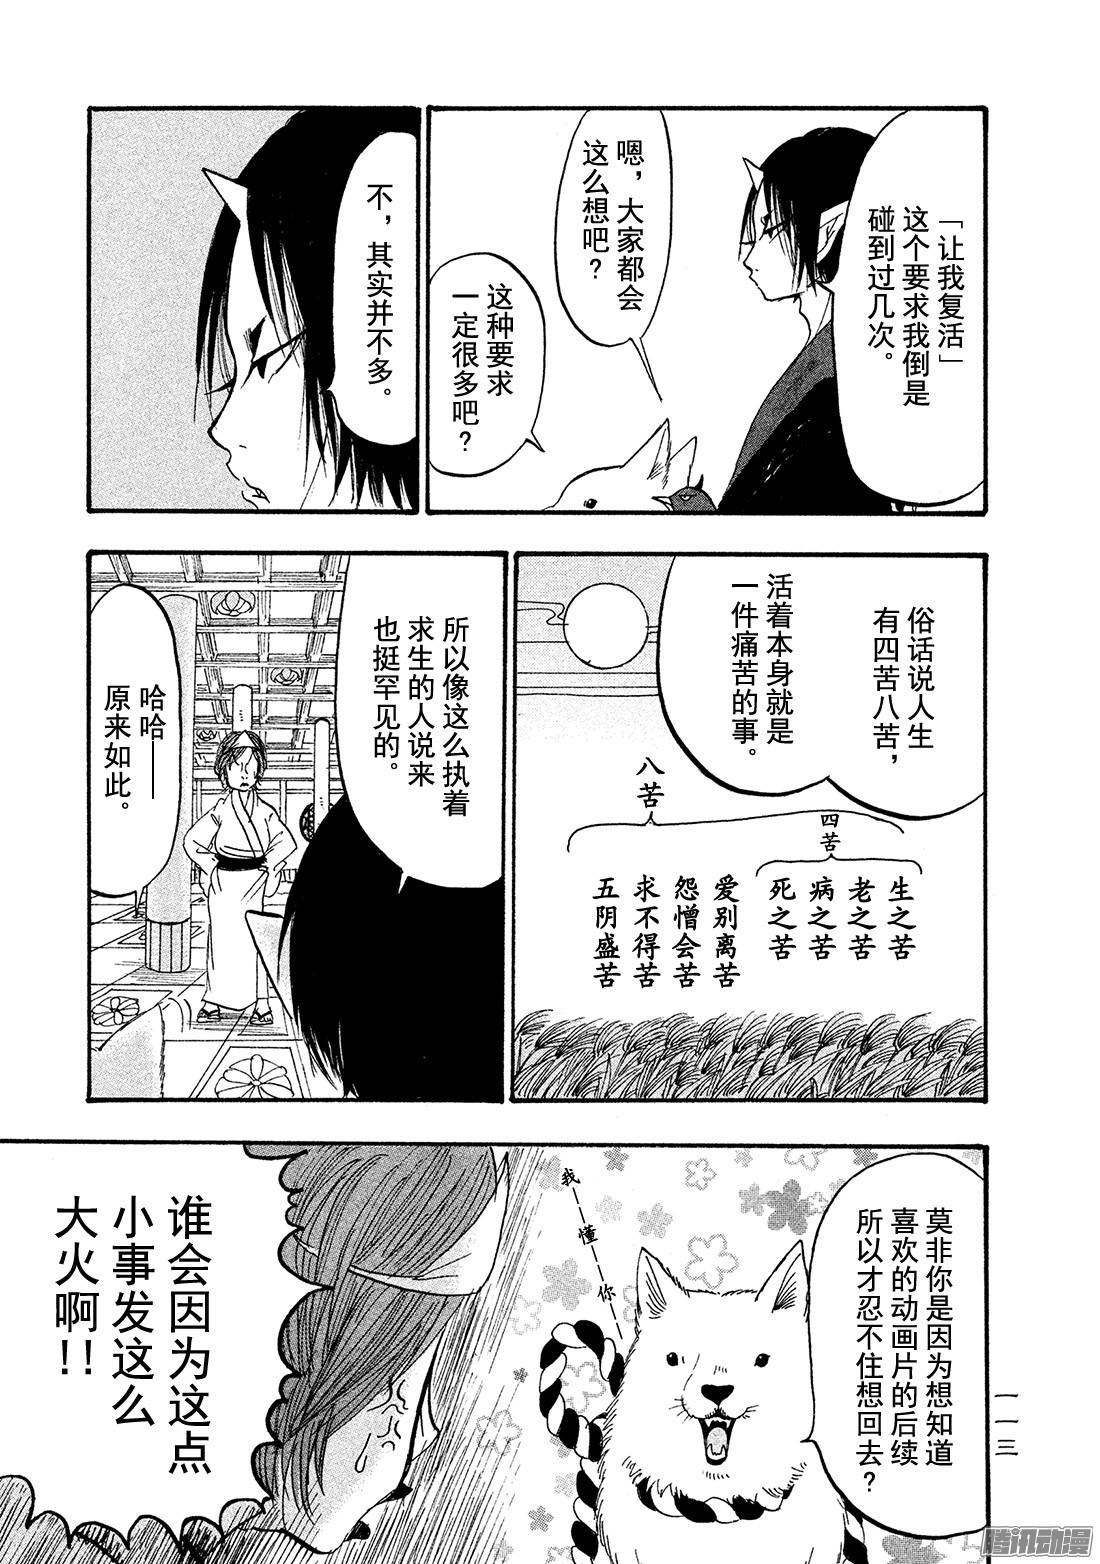 「让我复活」
这个要求我倒是
碰到过几次。
嗯，大家都会
这么想吧？
这种要求
一定很多吧？
不，其实并不多。
俗话说人生
有四苦八苦，
活着本身就是
一件痛苦的事。
八苦
四苦
生之苦
老之苦
病之苦
死之苦
爱别离苦
怨憎会苦
求不得苦
五阴盛苦
所以像这么执着
求生的人说来
也挺罕见的。
哈哈——
原来如此。
莫非你是因为想知道
喜欢的动画片的后续
所以才忍不住想回去？
我—懂—你—
谁会因为这点
小事发这么
大火啊!!
一一三
腾讯动漫